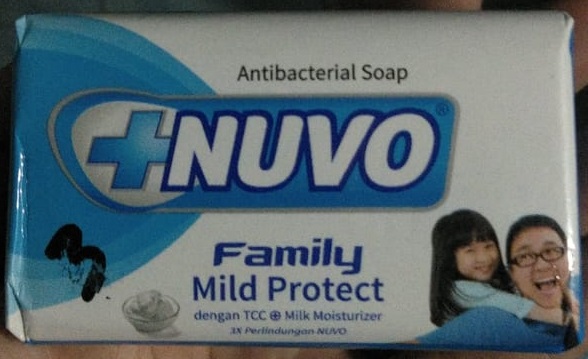 Antibacterial Soap
NUVO®
Family
Mild Protect
dengan TCC ⊕ Milk Moisturizer
3X Perlindungan NUVO